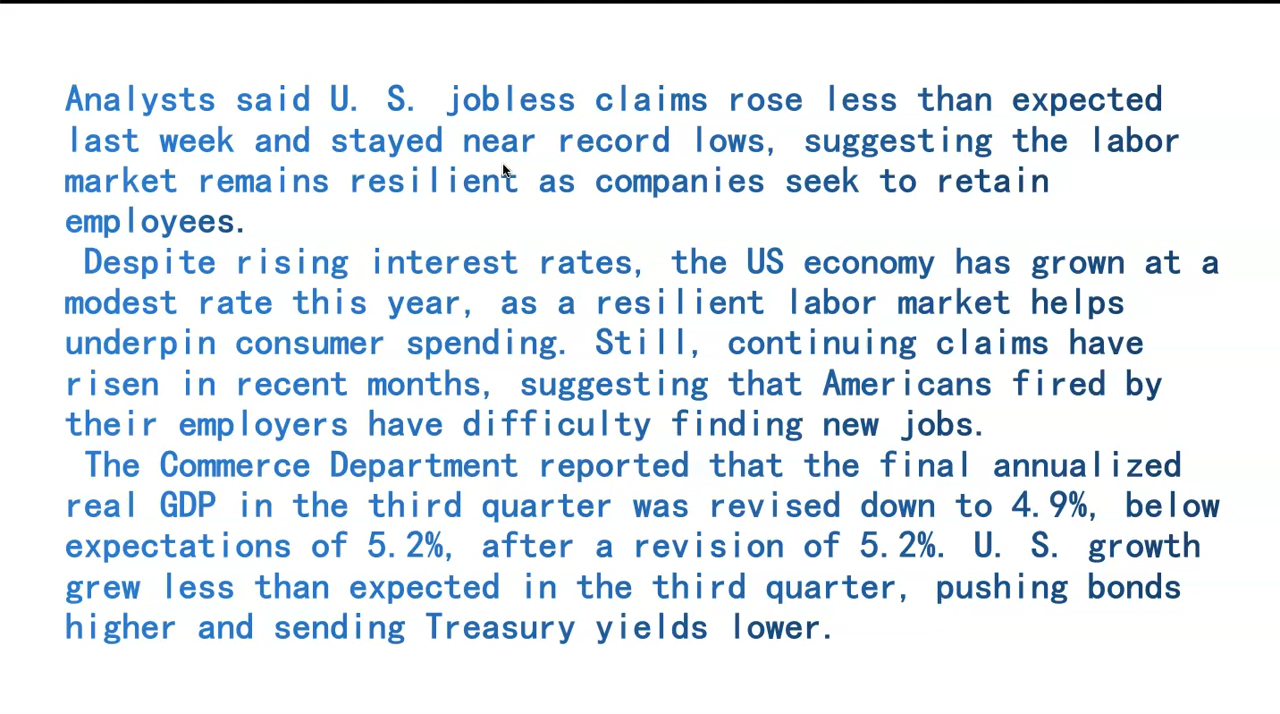 Analysts said U. S. jobless claims rose less than expected
last week and stayed near record lows, suggesting the labor
market remains resilient as companies seek to retain
employees.
Despite rising interest rates, the US economy has grown at a
modest rate this year, as a resilient labor market helps
underpin consumer spending. Still, continuing claims have
risen in recent months, suggesting that Americans fired by
their employers have difficulty finding new jobs.
The Commerce Department reported that the final annualized
real GDP in the third quarter was revised down to 4.9%, below
expectations of 5.2%, after a revision of 5.2%. U. S. growth
grew less than expected in the third quarter, pushing bonds
higher and sending Treasury yields lower.